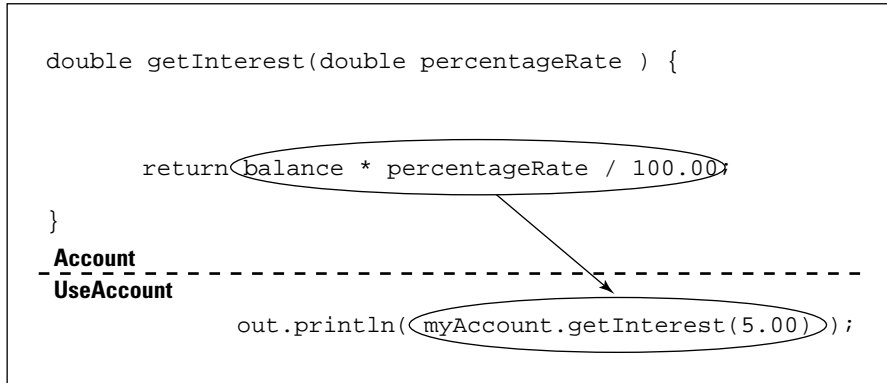 double getInterest(double percentageRate ) {
return balance * percentageRate / 100.00;
}
Account
UseAccount
out.println( myAccount.getInterest(5.00) );